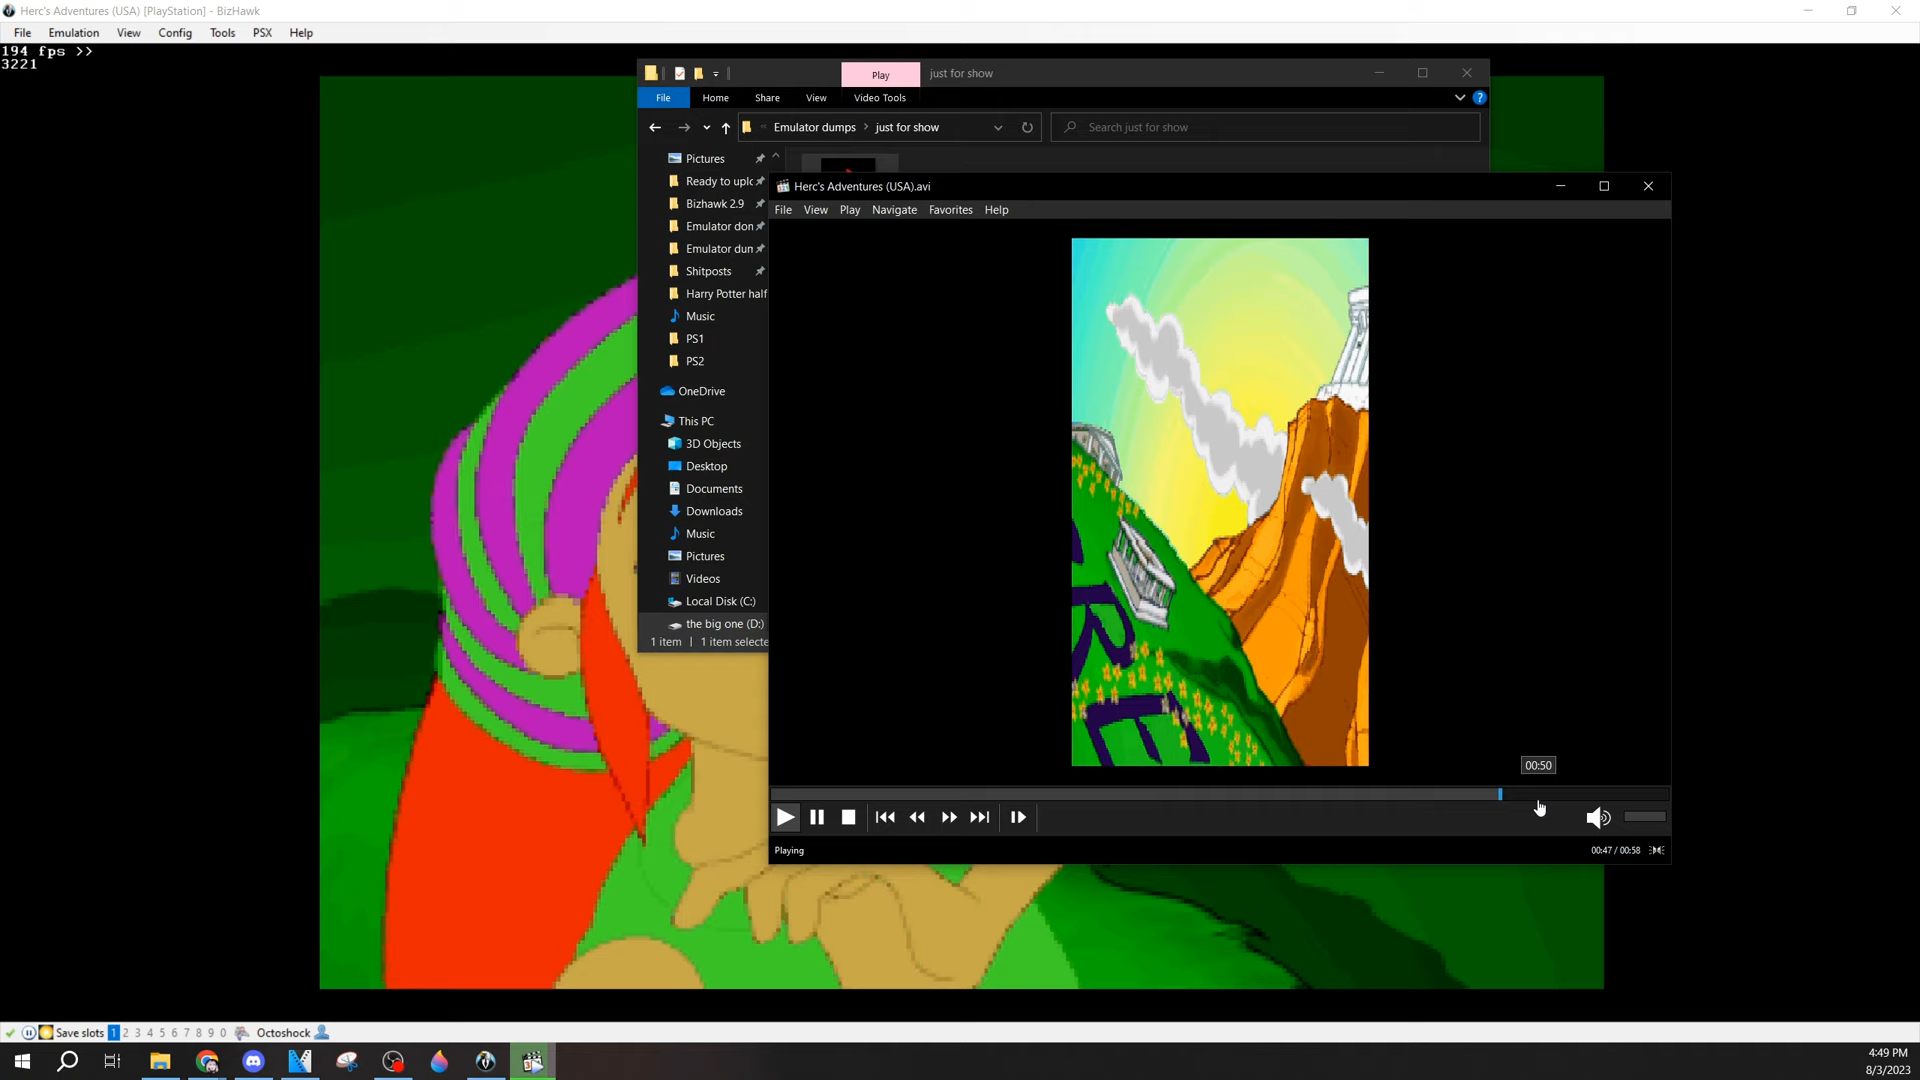 Herc's Adventures (USA) [PlayStation] - BizHawk
File Emulation View Config Tools PSX Help
194 fps >>
3221
Play just for show
File Home Share View Video Tools
« Emulator dumps > just for show
Search just for show
Pictures
Ready to uplc
Bizhawk 2.9
Emulator don
Emulator dun
Shitposts
Harry Potter half
Music
PS1
PS2
OneDrive
This PC
3D Objects
Desktop
Documents
Downloads
Music
Pictures
Videos
Local Disk (C:)
the big one (D:)
1 item | 1 item selecte
Herc's Adventures (USA).avi
File View Play Navigate Favorites Help
RE
00:50
Playing
00:47 / 00:58
Save slots 1 2 3 4 5 6 7 8 9 0 Octoshock
4:49 PM
8/3/2023